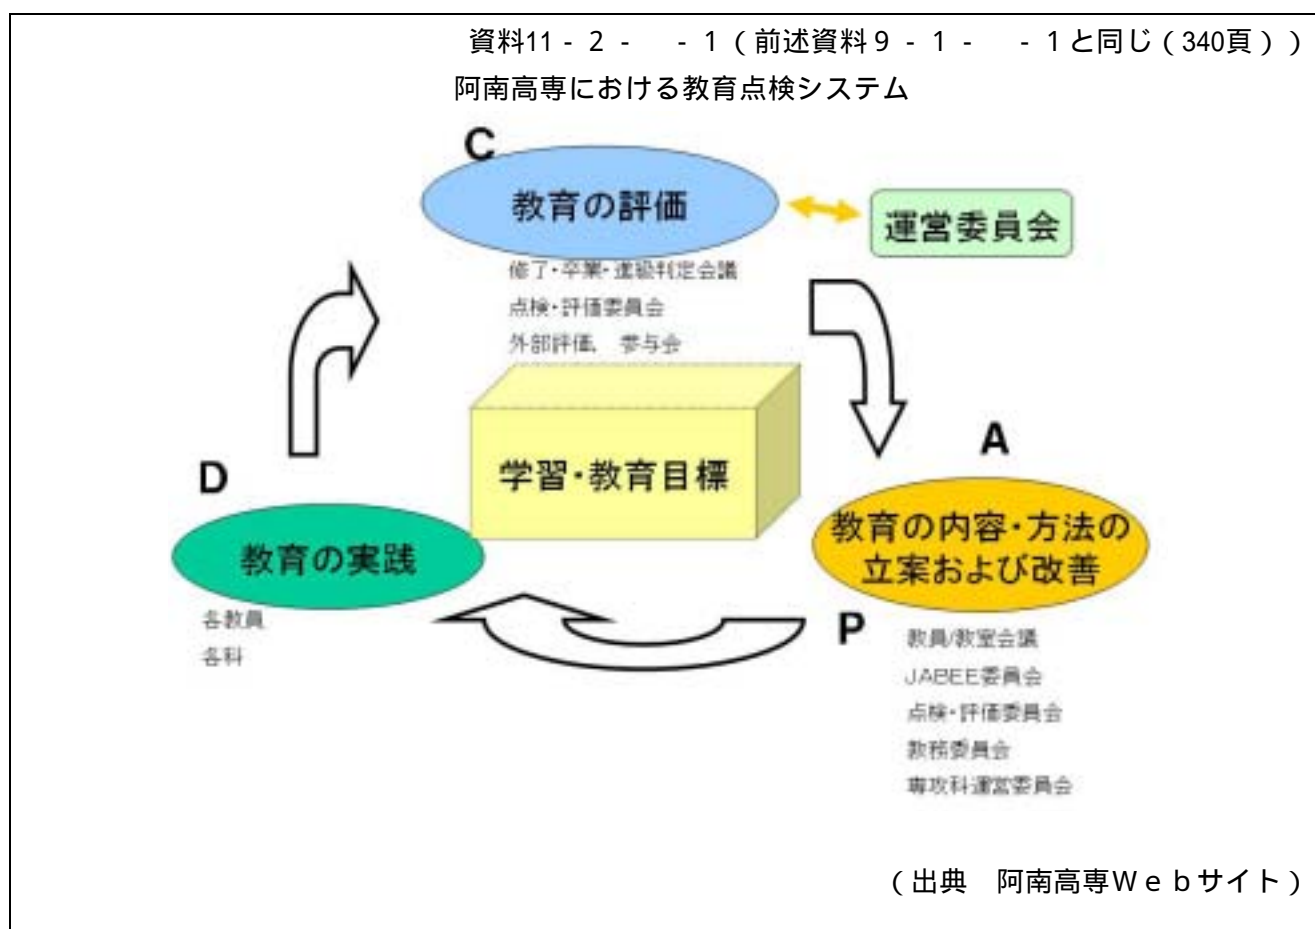 資料11－2－　－1（前述資料9－1－　－1と同じ（340頁））
阿南高専における教育点検システム
C
教育の評価
運営委員会
修了・卒業・進級判定会議
点検・評価委員会
外部評価、　参与会
学習・教育目標
D
教育の実践
各教員
各科
A
教育の内容・方法の
立案および改善
P
教員/教室会議
JABEE委員会
点検・評価委員会
教務委員会
専攻科運営委員会
（出典　阿南高専Ｗｅｂサイト）